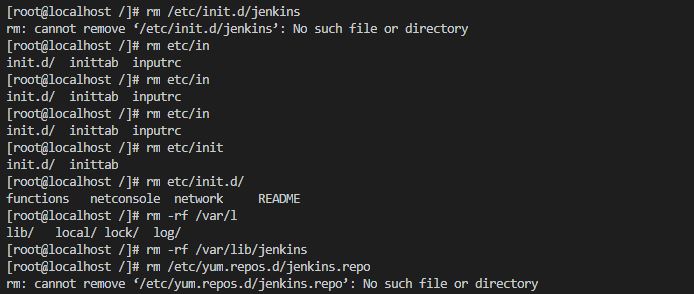 [root@localhost /]# rm /etc/init.d/jenkins
rm: cannot remove ‘/etc/init.d/jenkins’: No such file or directory
[root@localhost /]# rm etc/in
init.d/  inittab  inputrc
[root@localhost /]# rm etc/in
init.d/  inittab  inputrc
[root@localhost /]# rm etc/in
init.d/  inittab  inputrc
[root@localhost /]# rm etc/init
init.d/  inittab
[root@localhost /]# rm etc/init.d/
functions   netconsole  network     README
[root@localhost /]# rm -rf /var/l
lib/   local/ lock/  log/
[root@localhost /]# rm -rf /var/lib/jenkins
[root@localhost /]# rm /etc/yum.repos.d/jenkins.repo
rm: cannot remove ‘/etc/yum.repos.d/jenkins.repo’: No such file or directory